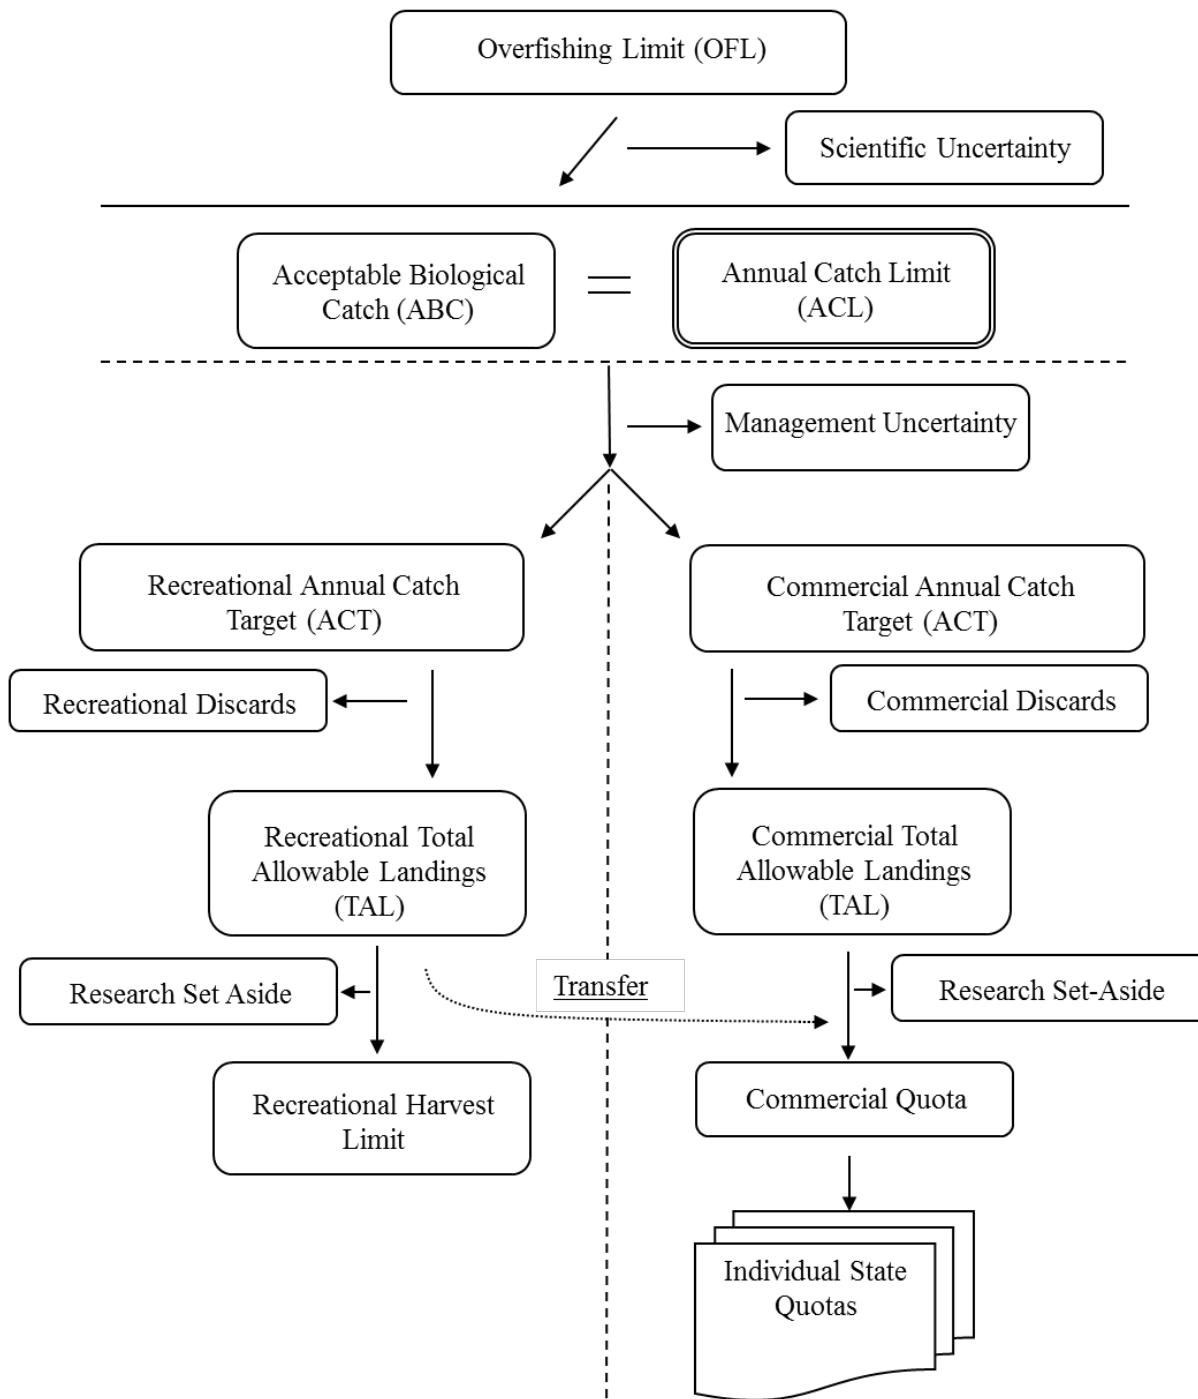 Overfishing Limit (OFL)
Scientific Uncertainty
Acceptable Biological
Catch (ABC)
Annual Catch Limit
(ACL)
Management Uncertainty
Recreational Annual Catch
Target (ACT)
Commercial Annual Catch
Target (ACT)
Recreational Discards
Commercial Discards
Recreational Total
Allowable Landings
(TAL)
Commercial Total
Allowable Landings
(TAL)
Research Set Aside
Transfer
Research Set-Aside
Recreational Harvest
Limit
Commercial Quota
Individual State
Quotas